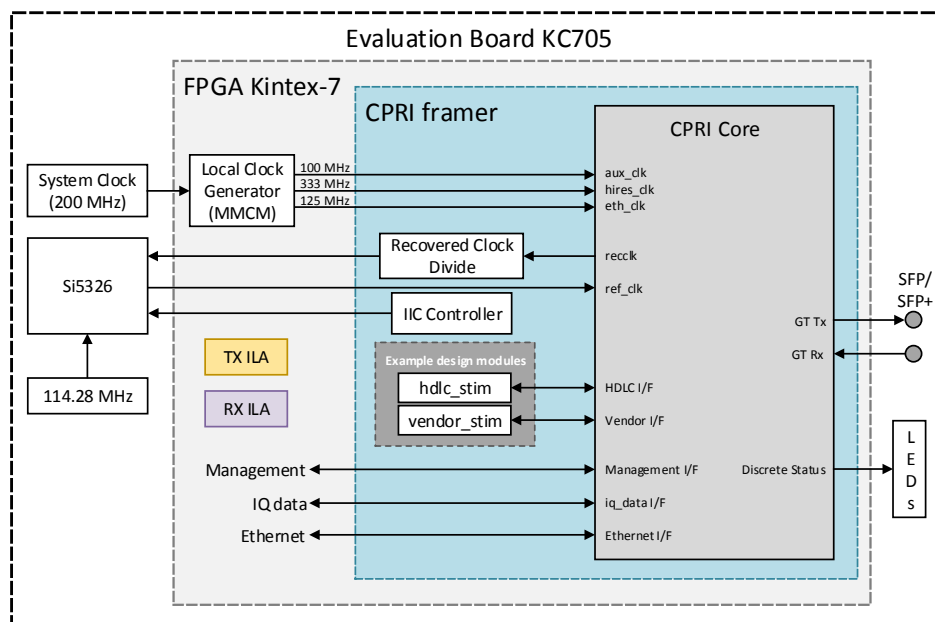 Evaluation Board KC705
FPGA Kintex-7
CPRI framer
CPRI Core
System Clock
(200 MHz)
Local Clock
Generator
(MMCM)
100 MHz
333 MHz
125 MHz
aux_clk
hires_clk
eth_clk
Recovered Clock
Divide
recclk
Si5326
ref_clk
IIC Controller
SFP/
SFP+
GT Tx
GT Rx
114.28 MHz
TX ILA
RX ILA
Example design modules
hdlc_stim
vendor_stim
HDLC I/F
Vendor I/F
Management
IQ data
Ethernet
Management I/F
iq_data I/F
Ethernet I/F
Discrete Status
L
E
D
s